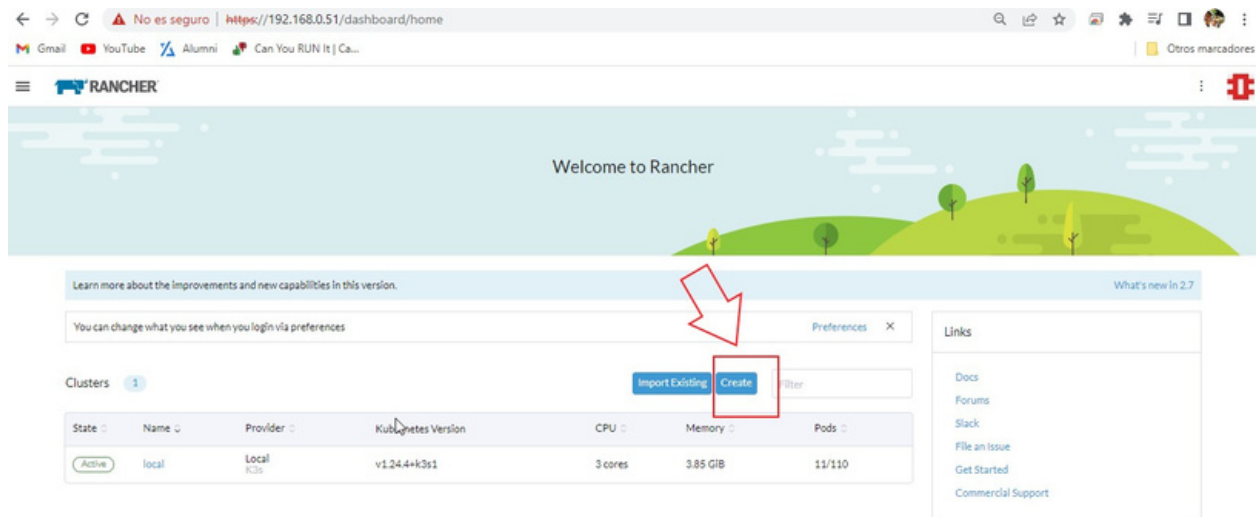 No es seguro | https://192.168.0.51/dashboard/home
Gmail YouTube Alumni Can You RUN It | Ca... Otros marcadores
RANCHER
Welcome to Rancher
Learn more about the improvements and new capabilities in this version. What's new in 2.7
You can change what you see when you login via preferences Preferences ×
Links
Clusters 1 Import Existing Create Filter
Docs
Forums
State Name Provider Kubernetes Version CPU Memory Pods
Slack
Active local Local v1.24.4+k3s1 3 cores 3.85 GiB 11/110
K3s
File an Issue
Get Started
Commercial Support